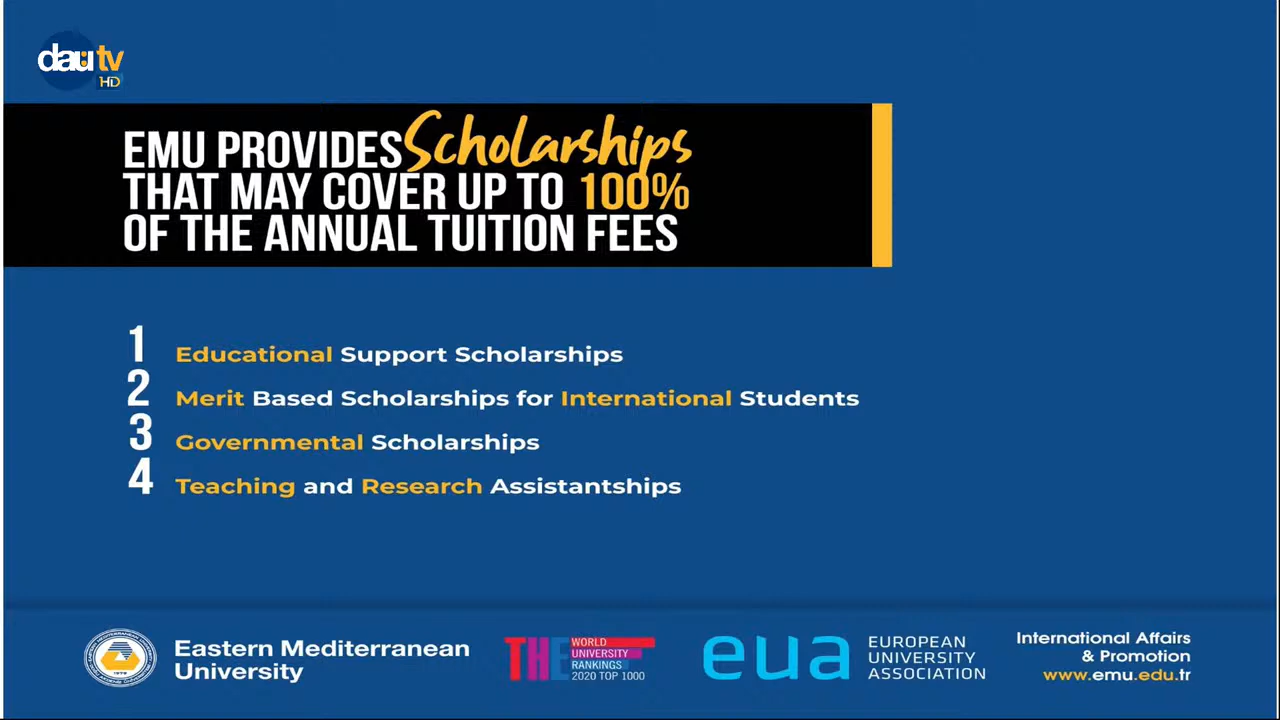 daü tv
HD
EMU PROVIDES Scholarships
THAT MAY COVER UP TO 100%
OF THE ANNUAL TUITION FEES
1 Educational Support Scholarships
2 Merit Based Scholarships for International Students
3 Governmental Scholarships
4 Teaching and Research Assistantships
Eastern Mediterranean
University
THE
WORLD
UNIVERSITY
RANKINGS
2020 TOP 1000
eua
EUROPEAN
UNIVERSITY
ASSOCIATION
International Affairs
& Promotion
www.emu.edu.tr